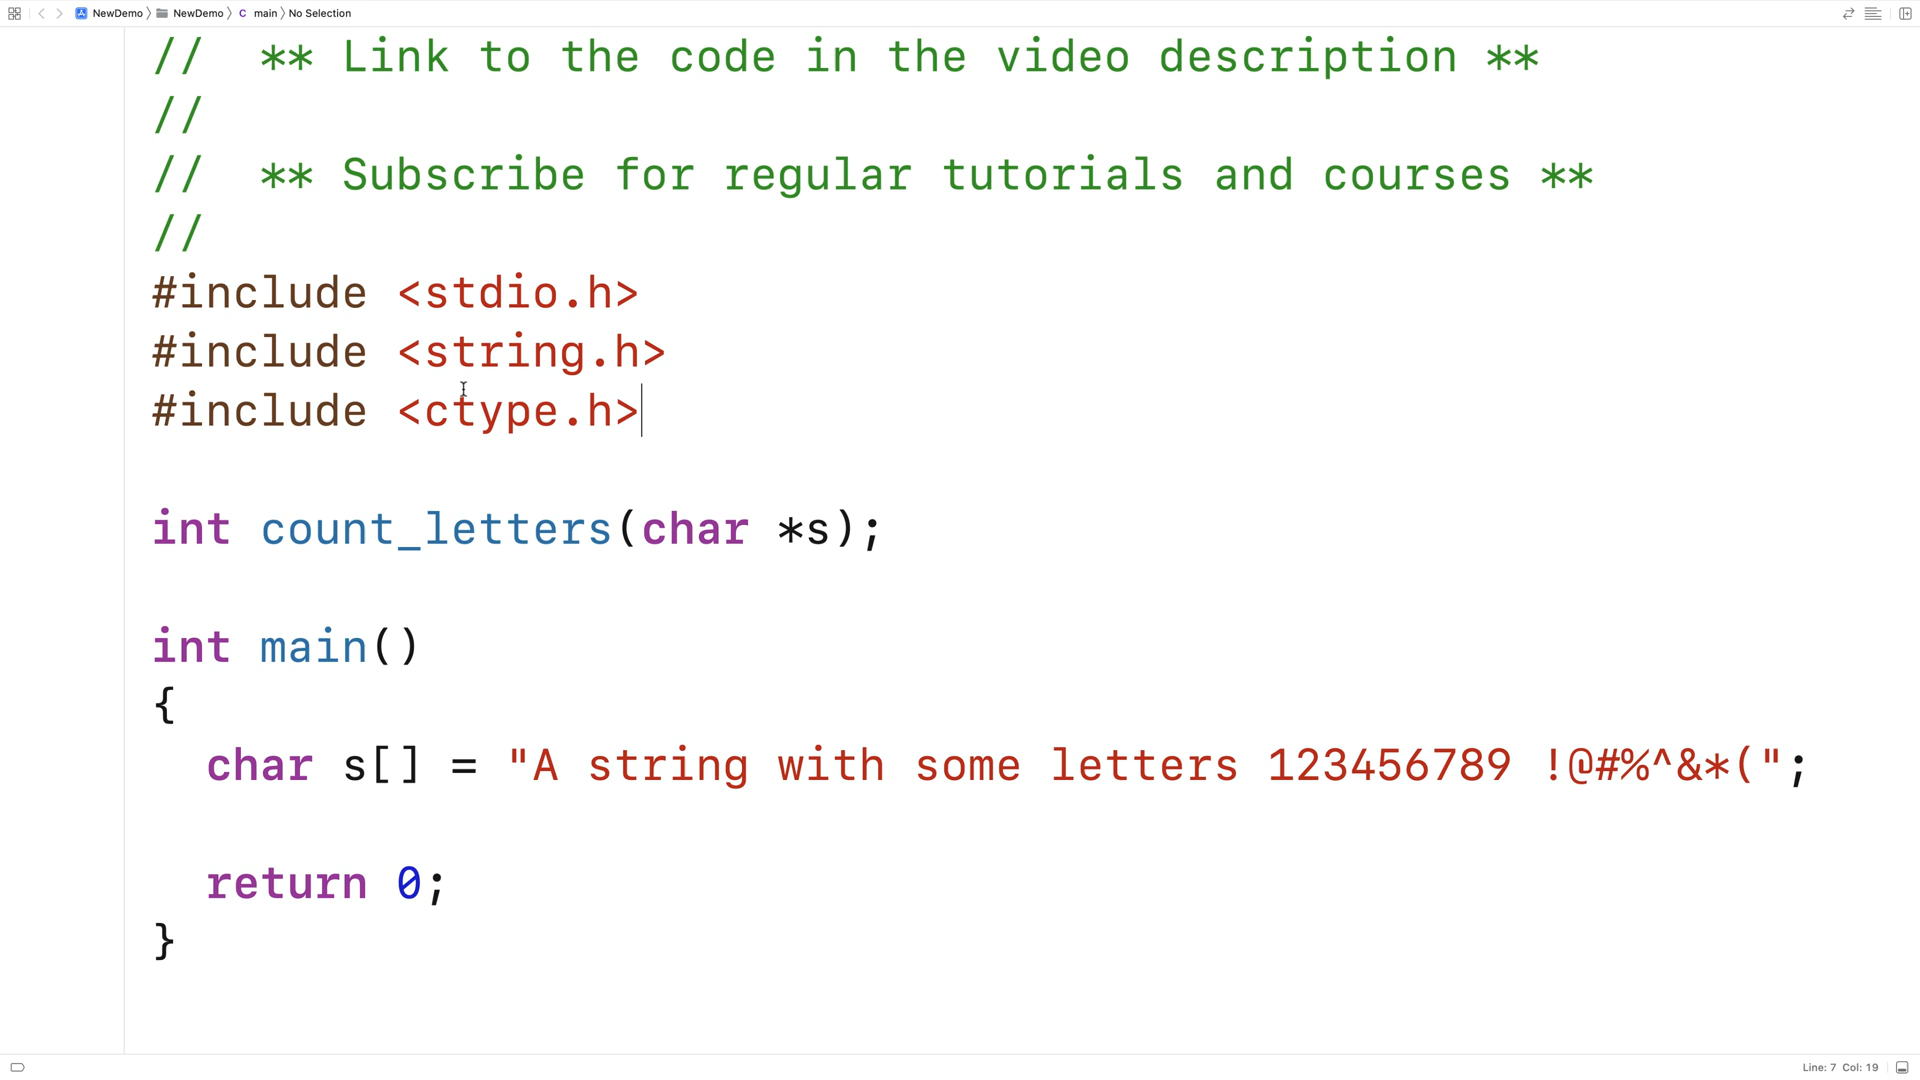 NewDemo 〉 NewDemo 〉 C main 〉 No Selection
//  ** Link to the code in the video description **
//
//  ** Subscribe for regular tutorials and courses **
//
#include <stdio.h>
#include <string.h>
#include <ctype.h>
int count_letters(char *s);
int main()
{
  char s[] = "A string with some letters 123456789 !@#%^&*(";
  return 0;
}
Line: 7  Col: 19